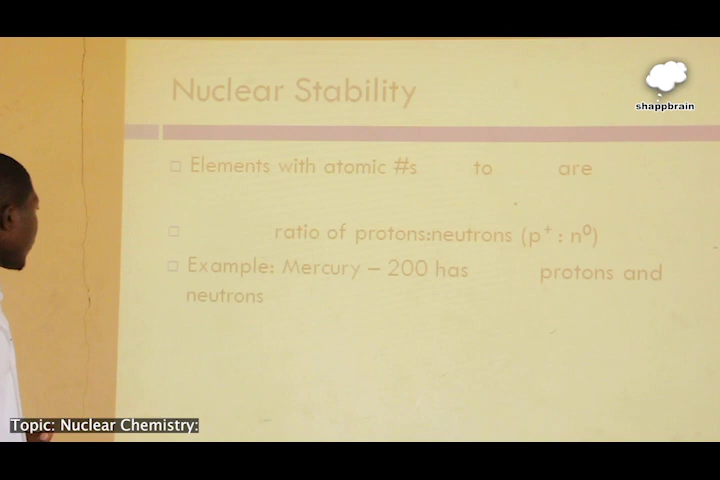 Nuclear Stability
shappbrain
Elements with atomic #s to are
ratio of protons:neutrons (p⁺ : n⁰)
Example: Mercury – 200 has protons and
neutrons
Topic: Nuclear Chemistry: